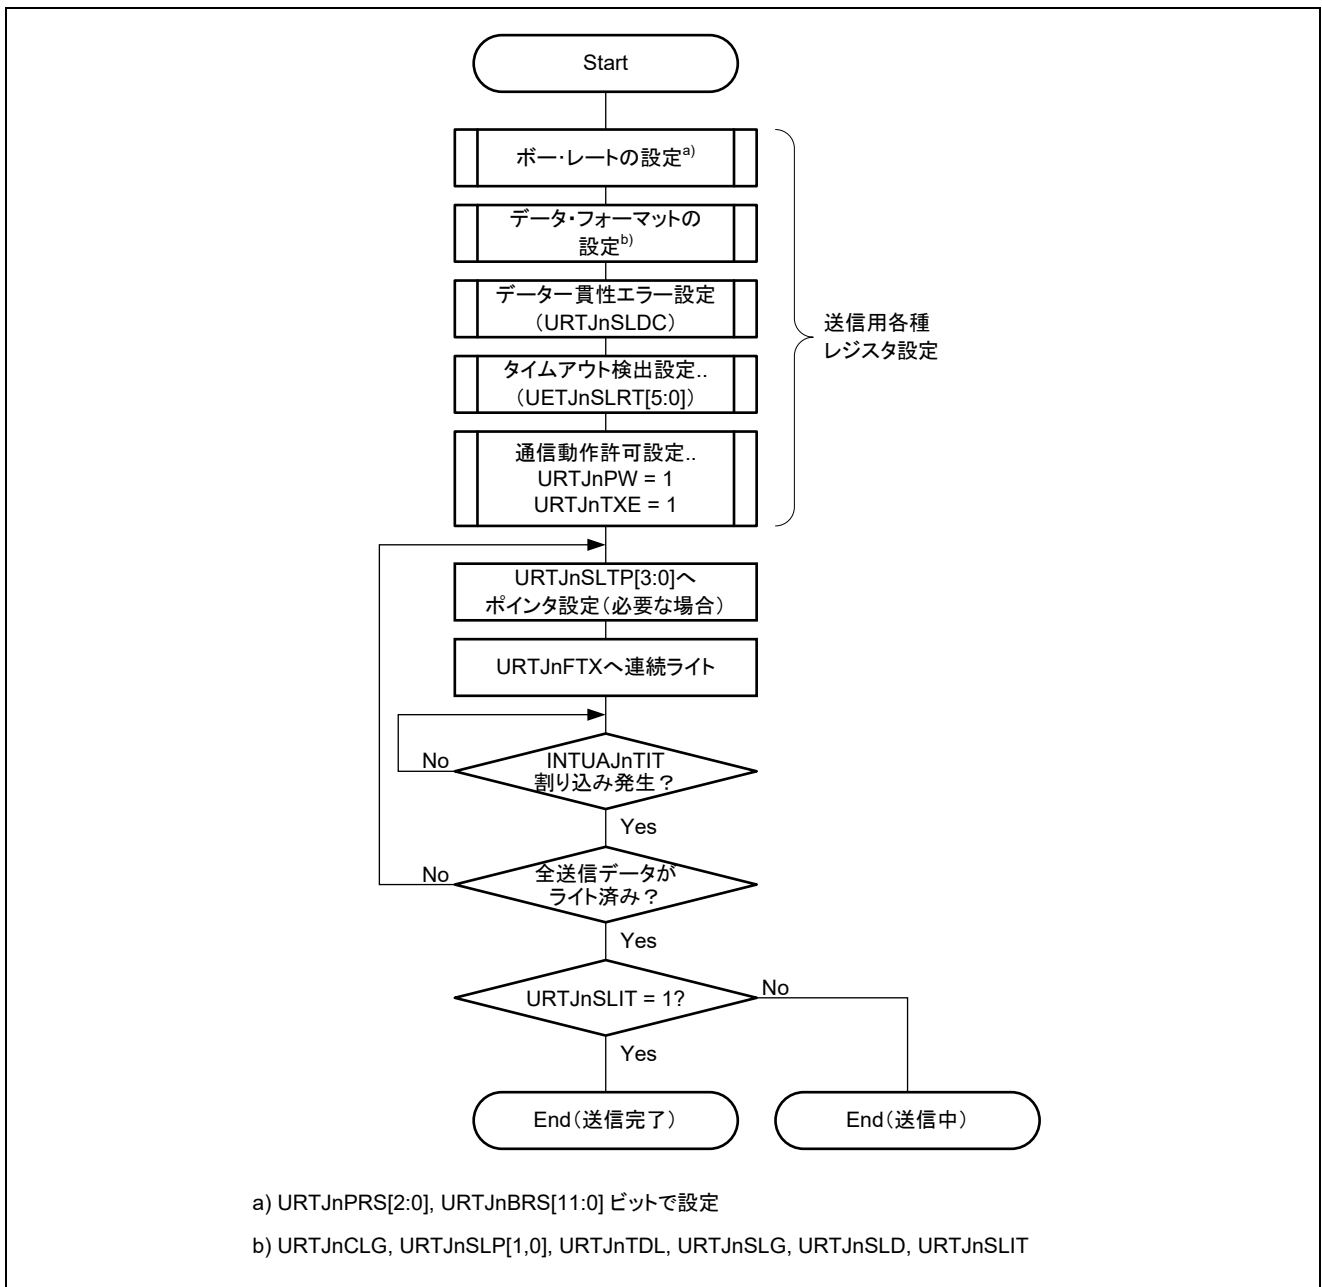 Start
ボー・レートの設定a)
データ・フォーマットの
設定b)
データ一貫性エラー設定
（URTJnSLDC）
タイムアウト検出設定..
（UETJnSLRT[5:0]）
通信動作許可設定..
URTJnPW = 1
URTJnTXE = 1
送信用各種
レジスタ設定
URTJnSLTP[3:0]へ
ポインタ設定（必要な場合）
URTJnFTXへ連続ライト
No
INTUAJnTIT
割り込み発生？
Yes
No
全送信データが
ライト済み？
Yes
URTJnSLIT = 1?
No
Yes
End（送信完了）
End（送信中）
a) URTJnPRS[2:0], URTJnBRS[11:0] ビットで設定
b) URTJnCLG, URTJnSLP[1,0], URTJnTDL, URTJnSLG, URTJnSLD, URTJnSLIT